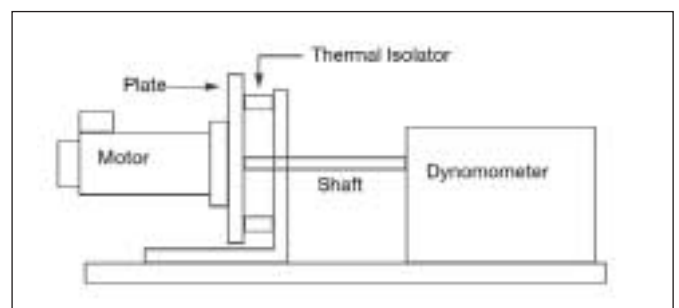 Thermal Isolator
Plate
Motor
Shaft
Dynomometer